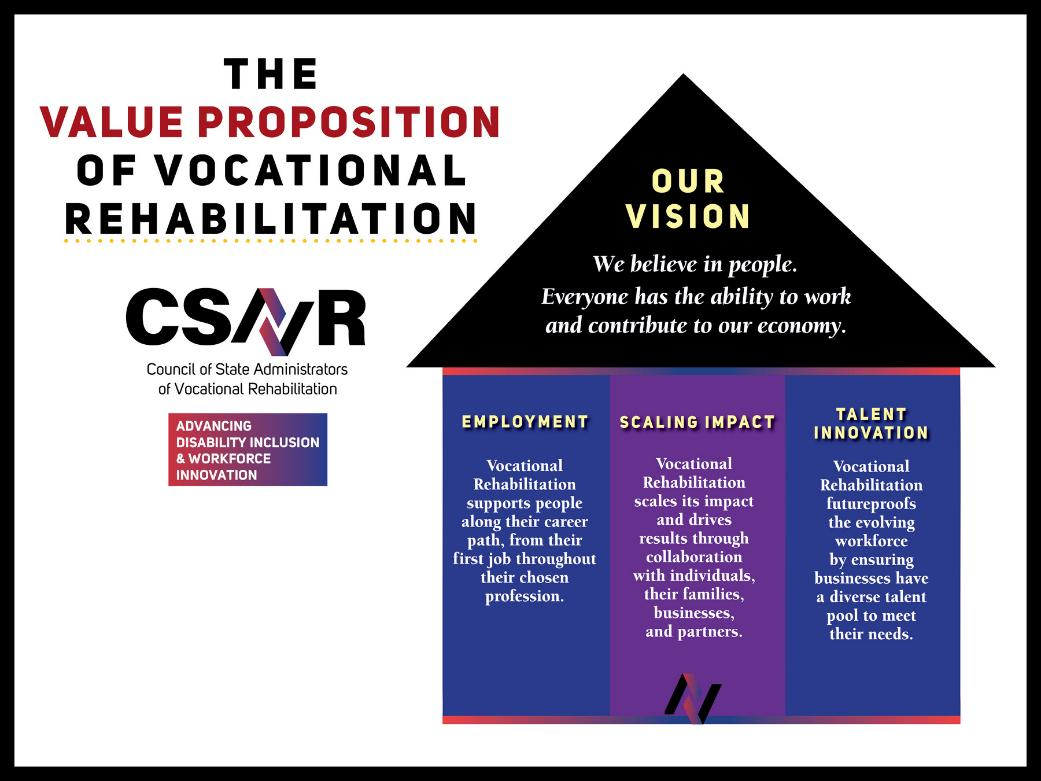 THE
VALUE PROPOSITION
OF VOCATIONAL
REHABILITATION
CSAVR
Council of State Administrators
of Vocational Rehabilitation
ADVANCING
DISABILITY INCLUSION
& WORKFORCE
INNOVATION
OUR
VISION
We believe in people.
Everyone has the ability to work
and contribute to our economy.
EMPLOYMENT
Vocational
Rehabilitation
supports people
along their career
path, from their
first job throughout
their chosen
profession.
SCALING IMPACT
Vocational
Rehabilitation
scales its impact
and drives
results through
collaboration
with individuals,
their families,
businesses,
and partners.
TALENT
INNOVATION
Vocational
Rehabilitation
futureproofs
the evolving
workforce
by ensuring
businesses have
a diverse talent
pool to meet
their needs.